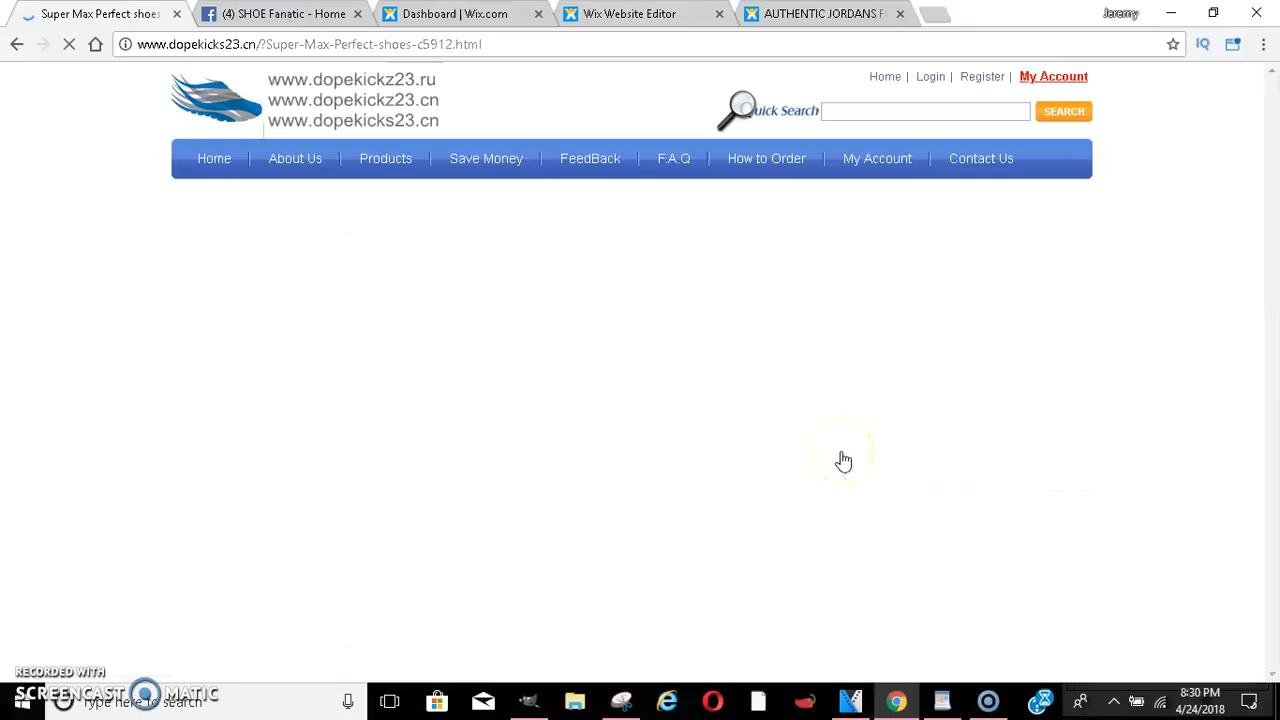 Super Max Perfect shoes
(4) SHOE Fanatic - Home
Dashboard | Wix.com
Wix Website Editor
AUTHENTIC JORDANS
Jeremy
www.dopekicks23.cn/?Super-Max-Perfect-shoes-c5912.html
IQ
www.dopekickz23.ru
www.dopekickz23.cn
www.dopekicks23.cn
Home | Login | Register | My Account
Quick Search
SEARCH
Home | About Us | Products | Save Money | FeedBack | F.A.Q | How to Order | My Account | Contact Us
RECORDED WITH
SCREENCAST MATIC
Type here to search
8:30 PM
4/24/2018